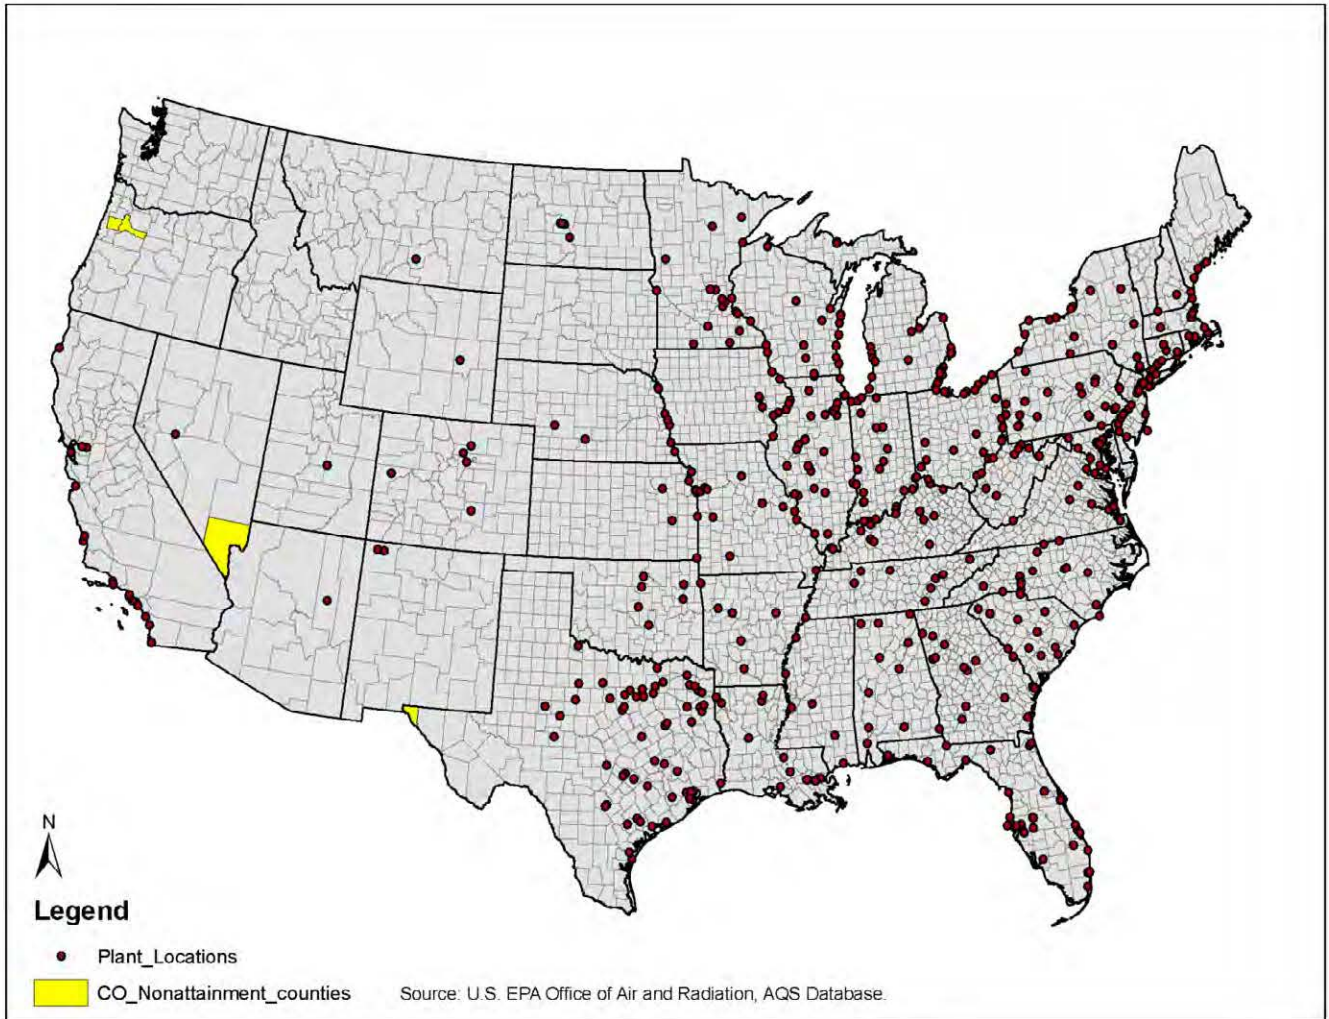 N
Legend
Plant_Locations
CO_Nonattainment_counties Source: U.S. EPA Office of Air and Radiation, AQS Database.